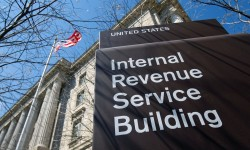 UNITED STATES
Internal
Revenue
Service
Building